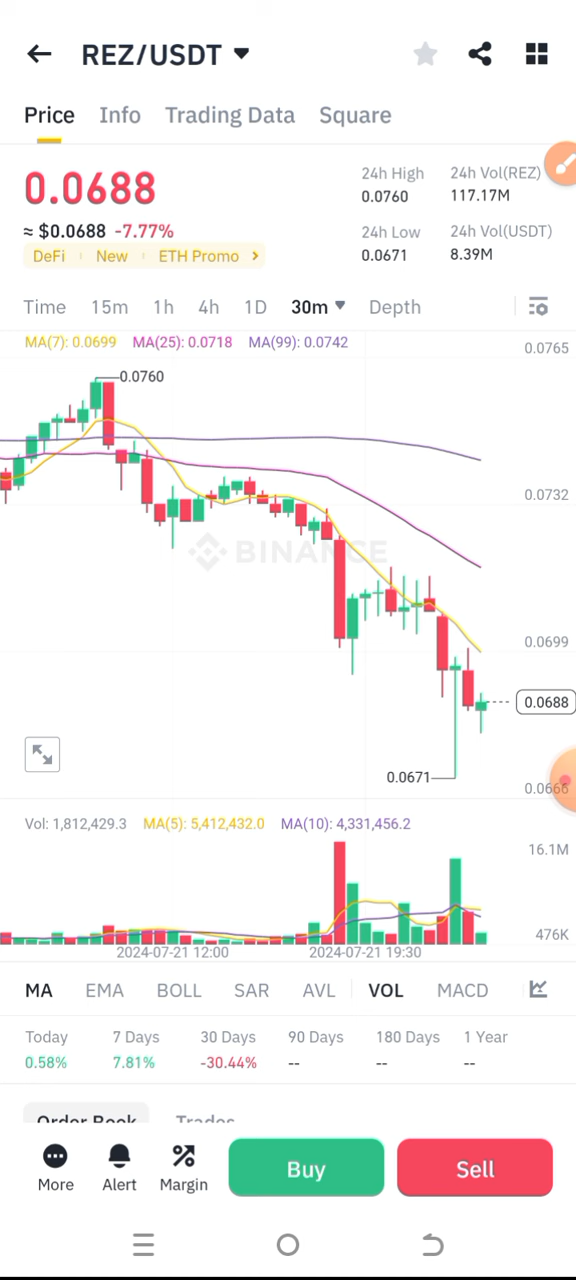 REZ/USDT
Price Info Trading Data Square
0.0688
≈ $0.0688 -7.77%
DeFi New ETH Promo
24h High 24h Vol(REZ)
0.0760 117.17M
24h Low 24h Vol(USDT)
0.0671 8.39M
Time 15m 1h 4h 1D 30m Depth
MA(7): 0.0699 MA(25): 0.0718 MA(99): 0.0742
0.0765
0.0760
0.0732
BINANCE
0.0699
0.0688
0.0671
0.0666
Vol: 1,812,429.3 MA(5): 5,412,432.0 MA(10): 4,331,456.2
16.1M
476K
2024-07-21 12:00 2024-07-21 19:30
MA EMA BOLL SAR AVL VOL MACD
Today 7 Days 30 Days 90 Days 180 Days 1 Year
0.58% 7.81% -30.44% -- -- --
Order Book Trades
More Alert Margin Buy Sell